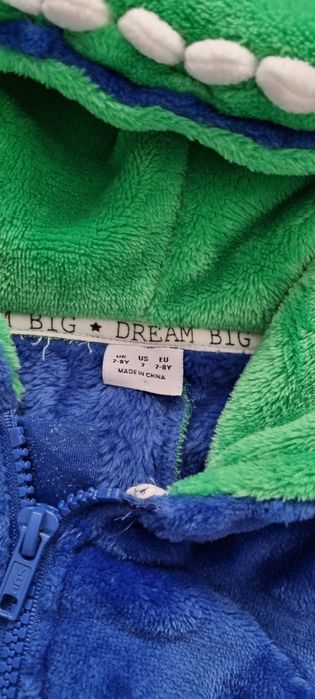 M BIG ★ DREAM BIG
UK US EU
7-8Y 7 7-8Y
MADE IN CHINA